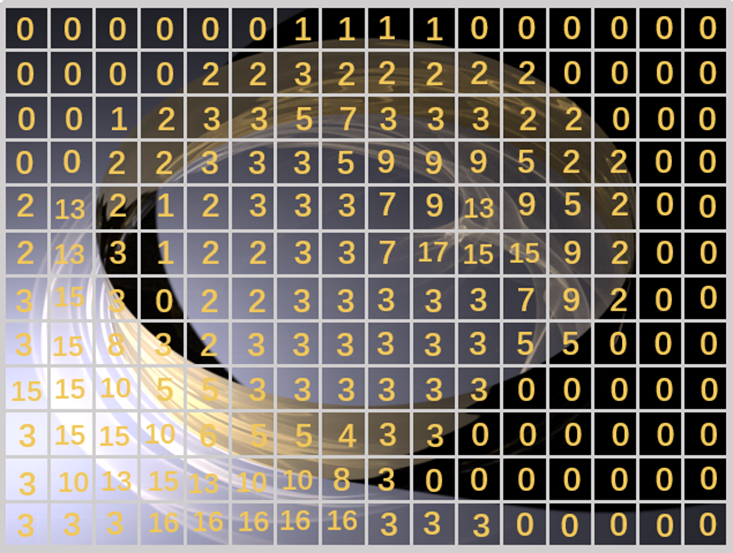 0 0 0 0 0 0 1 1 1 1 0 0 0 0 0 0
0 0 0 0 2 2 3 2 2 2 2 2 0 0 0 0
0 0 1 2 3 3 5 7 3 3 3 2 2 0 0 0
0 0 2 2 3 3 3 5 9 9 9 5 2 2 0 0
2 13 2 1 2 3 3 3 7 9 13 9 5 2 0 0
2 13 3 1 2 2 3 3 7 17 15 15 9 2 0 0
3 15 3 0 2 2 3 3 3 3 3 7 9 2 0 0
3 15 8 3 2 3 3 3 3 3 3 5 5 0 0 0
15 15 10 5 5 3 3 3 3 3 3 0 0 0 0 0
3 15 15 10 6 5 5 4 3 3 0 0 0 0 0 0
3 10 13 15 13 10 10 8 3 0 0 0 0 0 0 0
3 3 3 16 16 16 16 16 3 3 3 0 0 0 0 0